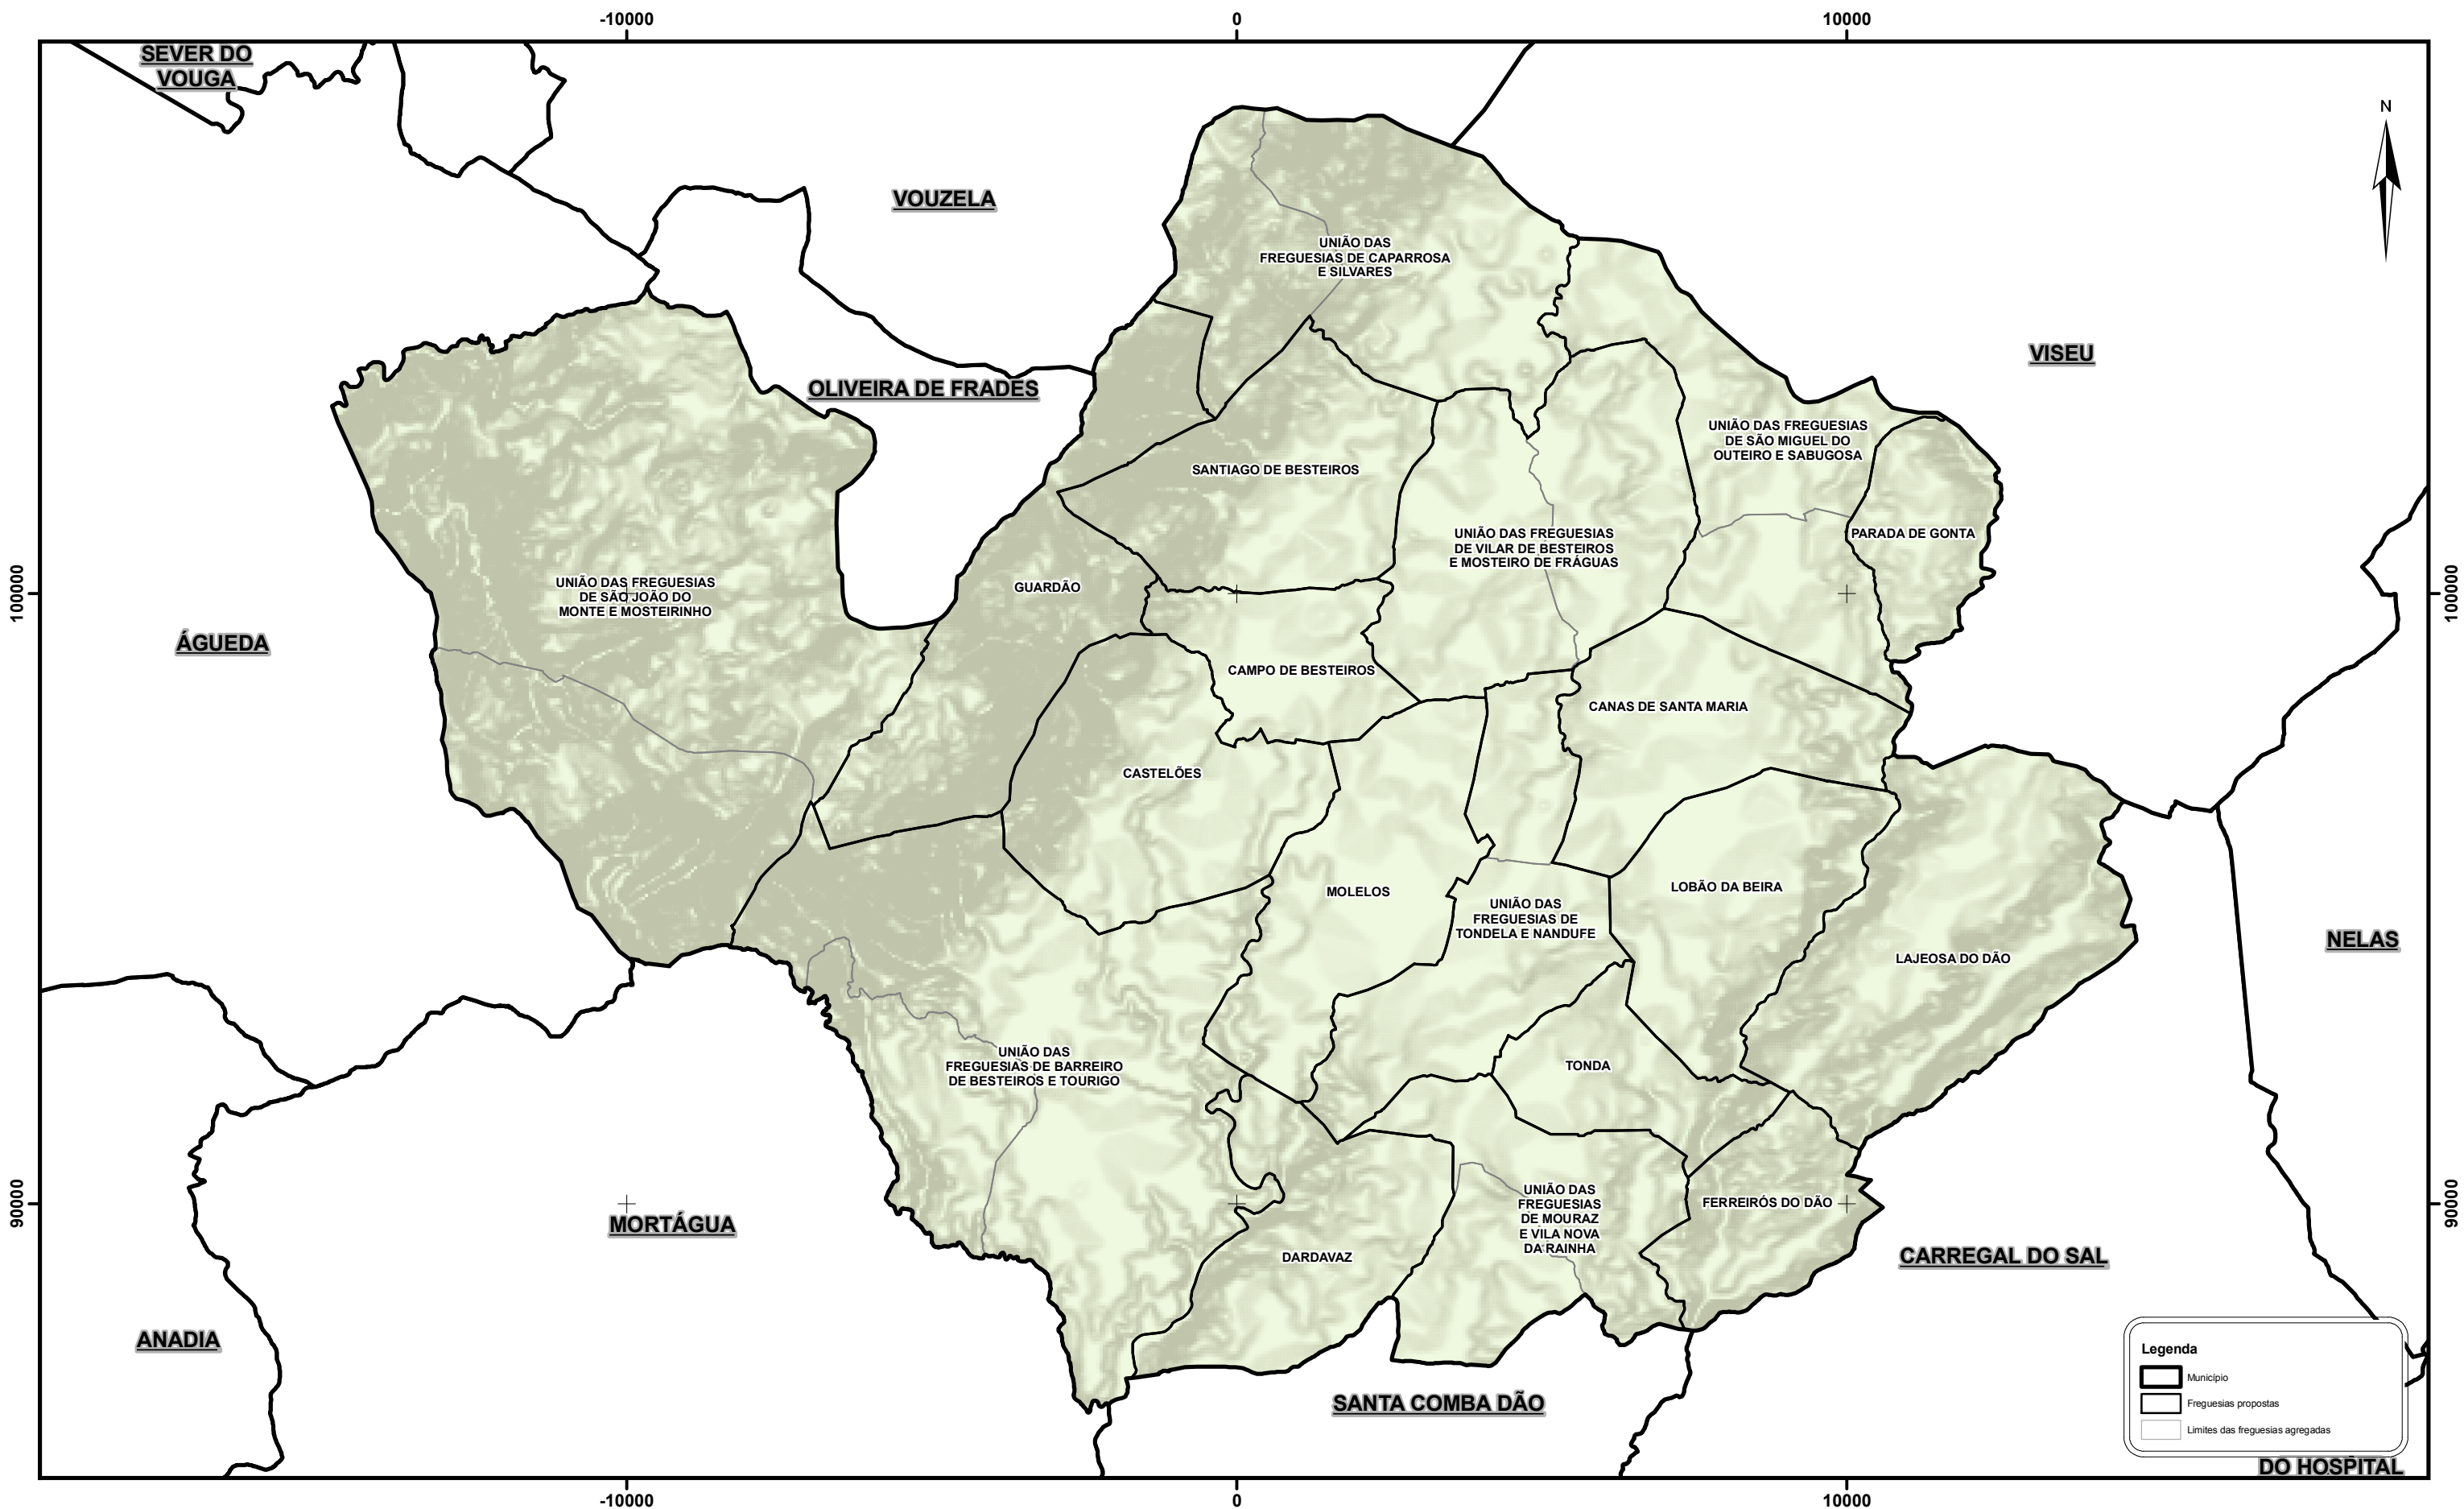 -10000
0
10000
SEVER DO
VOUGA
N
VOUZELA
UNIÃO DAS
FREGUESIAS DE CAPARROSA
E SILVARES
VISEU
OLIVEIRA DE FRADES
UNIÃO DAS FREGUESIAS
DE SÃO MIGUEL DO
OUTEIRO E SABUGOSA
SANTIAGO DE BESTEIROS
PARADA DE GONTA
UNIÃO DAS FREGUESIAS
DE VILAR DE BESTEIROS
E MOSTEIRO DE FRÁGUAS
100000
100000
UNIÃO DAS FREGUESIAS
DE SÃO JOÃO DO
MONTE E MOSTEIRINHO
GUARDÃO
ÁGUEDA
CAMPO DE BESTEIROS
CANAS DE SANTA MARIA
CASTELÕES
MOLELOS
LOBÃO DA BEIRA
UNIÃO DAS
FREGUESIAS DE
TONDELA E NANDUFE
NELAS
LAJEOSA DO DÃO
UNIÃO DAS
FREGUESIAS DE BARREIRO
DE BESTEIROS E TOURIGO
TONDA
90000
90000
UNIÃO DAS
FREGUESIAS
DE MOURAZ
E VILA NOVA
DA RAINHA
FERREIRÓS DO DÃO
MORTÁGUA
DARDAVAZ
CARREGAL DO SAL
ANADIA
SANTA COMBA DÃO
Legenda
Município
Freguesias propostas
Limites das freguesias agregadas
DO HOSPITAL
-10000
0
10000